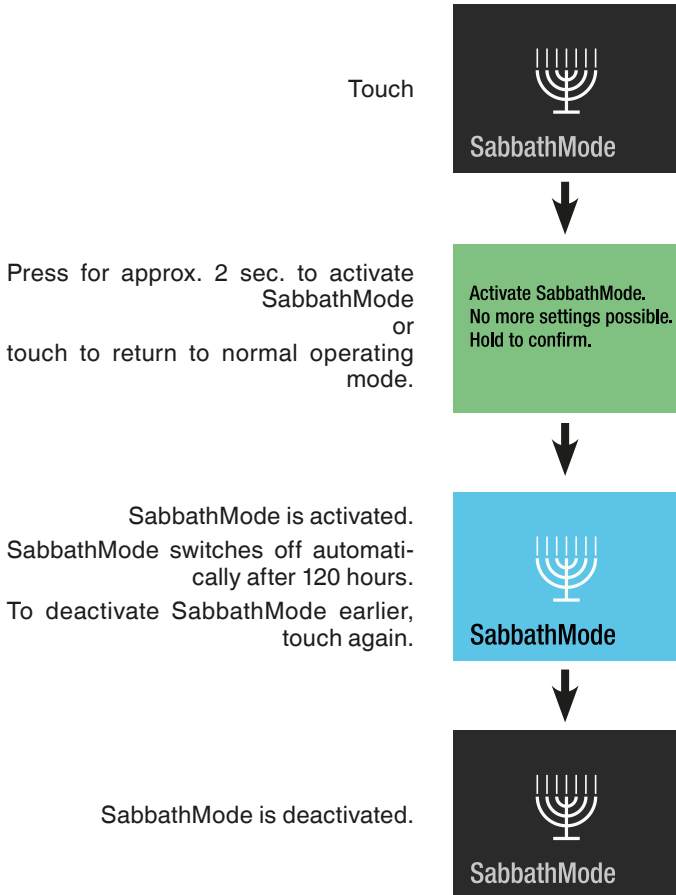 Touch
SabbathMode
Press for approx. 2 sec. to activate
SabbathMode
or
touch to return to normal operating
mode.
Activate SabbathMode.
No more settings possible.
Hold to confirm.
SabbathMode is activated.
SabbathMode switches off automati-
cally after 120 hours.
To deactivate SabbathMode earlier,
touch again.
SabbathMode
SabbathMode is deactivated.
SabbathMode